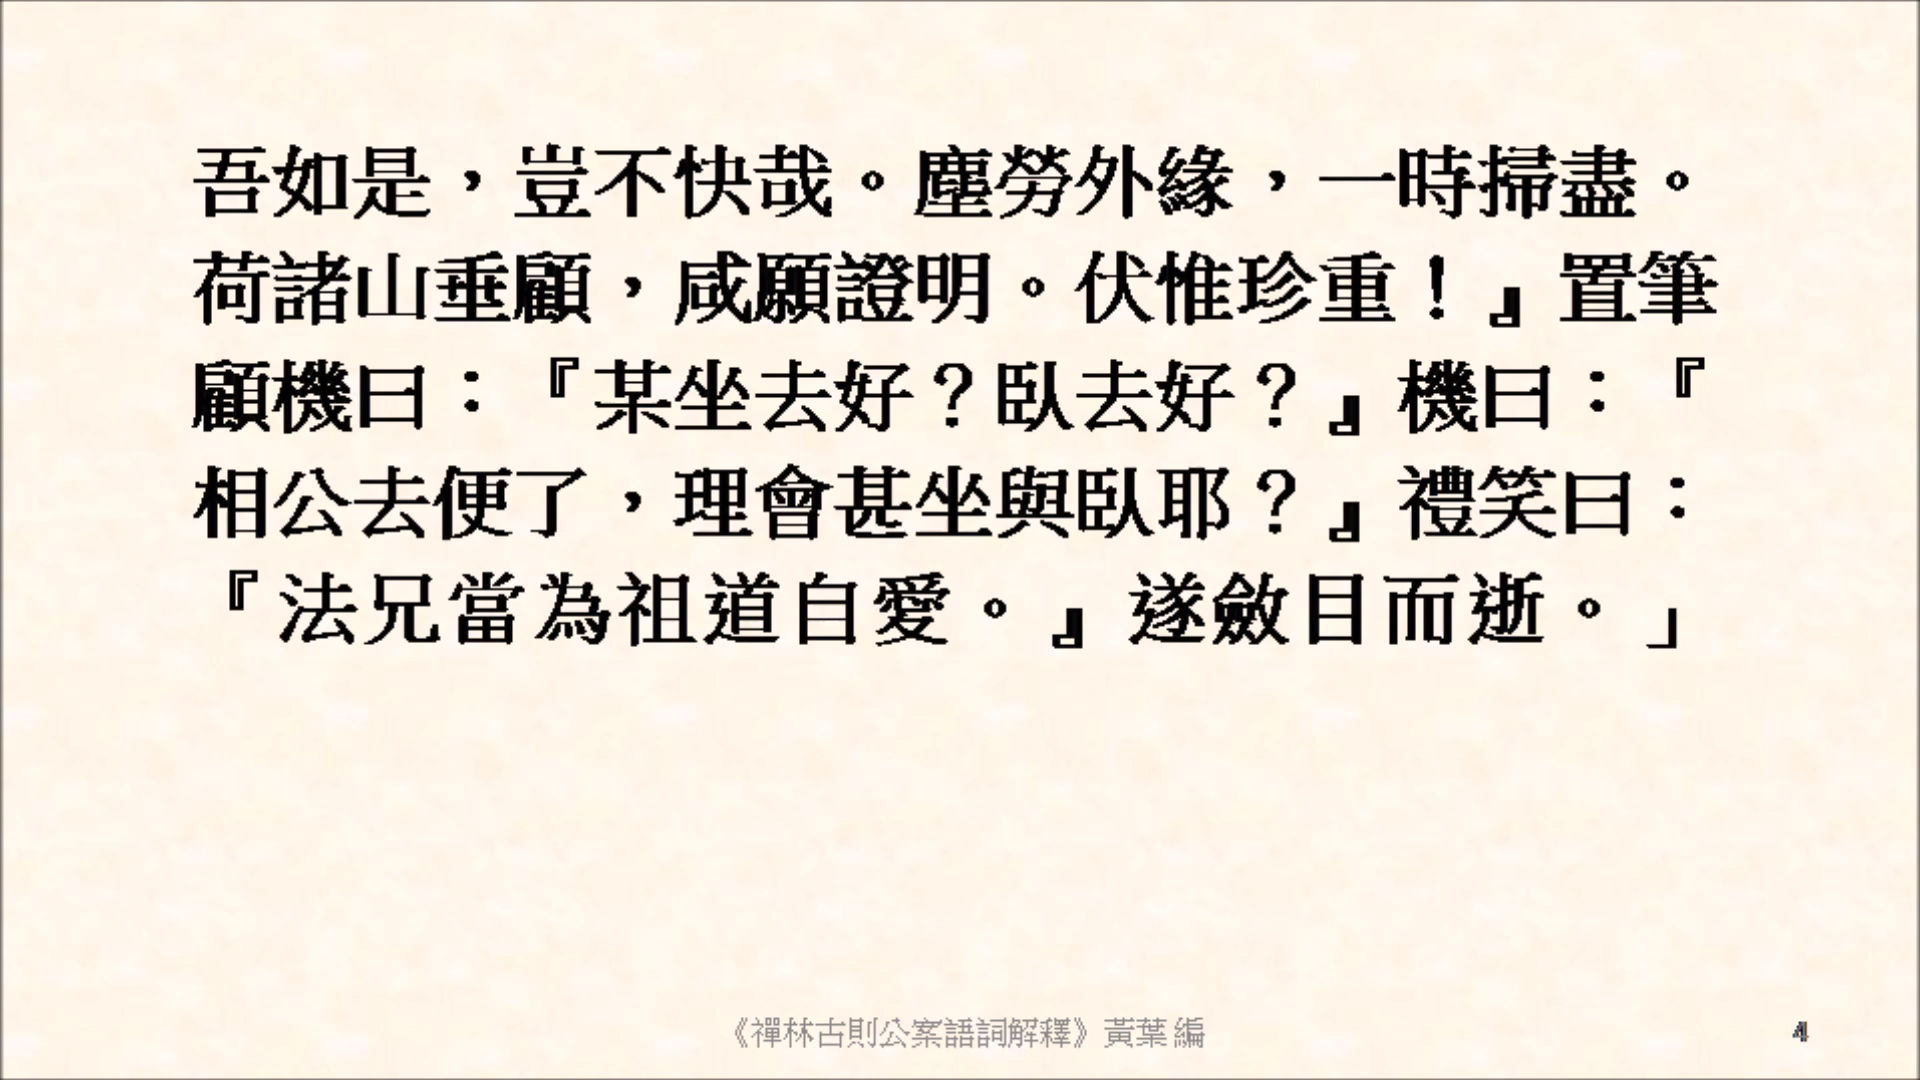 吾如是，豈不快哉。塵勞外緣，一時掃盡。
荷諸山垂顧，咸願證明。伏惟珍重！』置筆
顧機曰：『某坐去好？臥去好？』機曰：『
相公去便了，理會甚坐與臥耶？』禮笑曰：
『法兄當為祖道自愛。』遂斂目而逝。」
《禪林古則公案語詞解釋》黃葉編
4